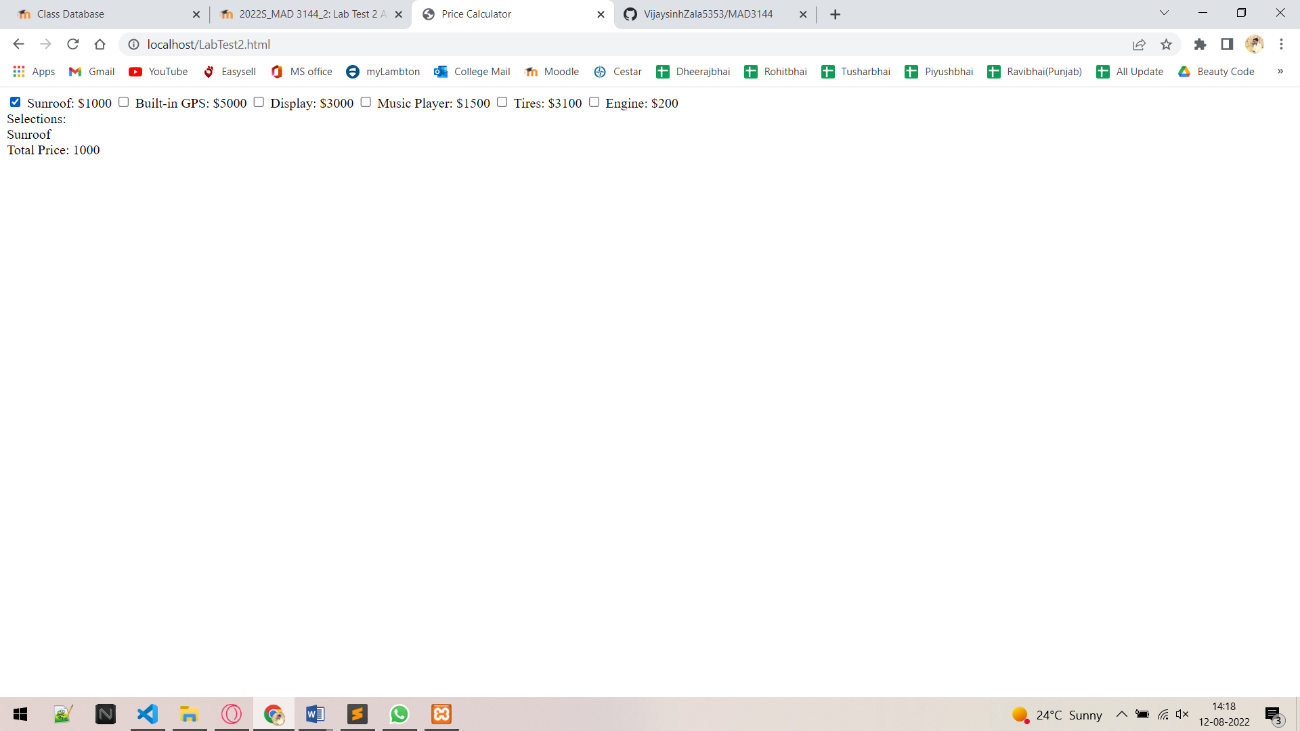 Class Database
2022S_MAD 3144_2: Lab Test 2 A
Price Calculator
VijaysinhZala5353/MAD3144
localhost/LabTest2.html
Apps Gmail YouTube Easysell MS office myLambton College Mail Moodle Cestar Dheerajbhai Rohitbhai Tusharbhai Piyushbhai Ravibhai(Punjab) All Update Beauty Code »
Sunroof: $1000 Built-in GPS: $5000 Display: $3000 Music Player: $1500 Tires: $3100 Engine: $200
Selections:
Sunroof
Total Price: 1000
24°C Sunny
14:18
12-08-2022
3